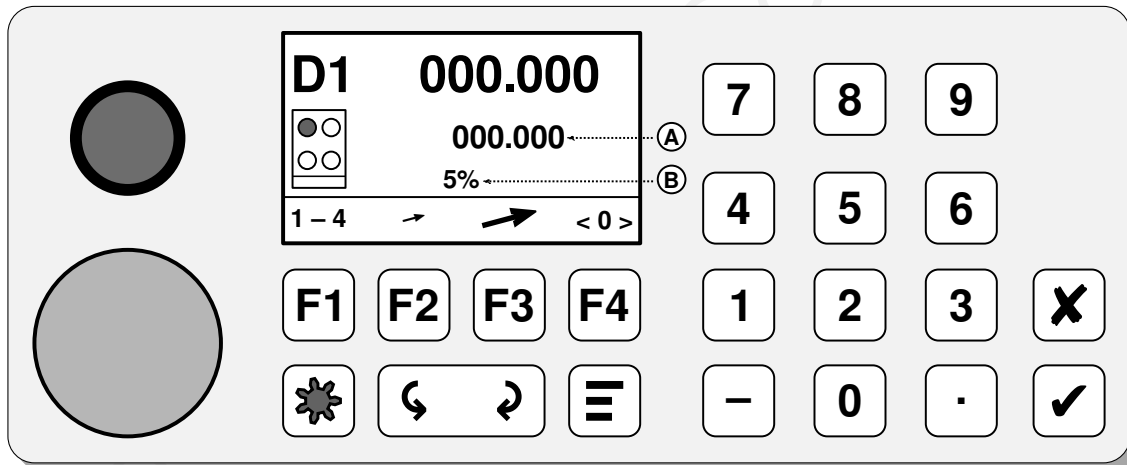 D1 000.000
000.000 A
5% B
1 – 4 < 0 >
7 8 9
4 5 6
F1 F2 F3 F4 1 2 3 ✘
– 0 . ✔